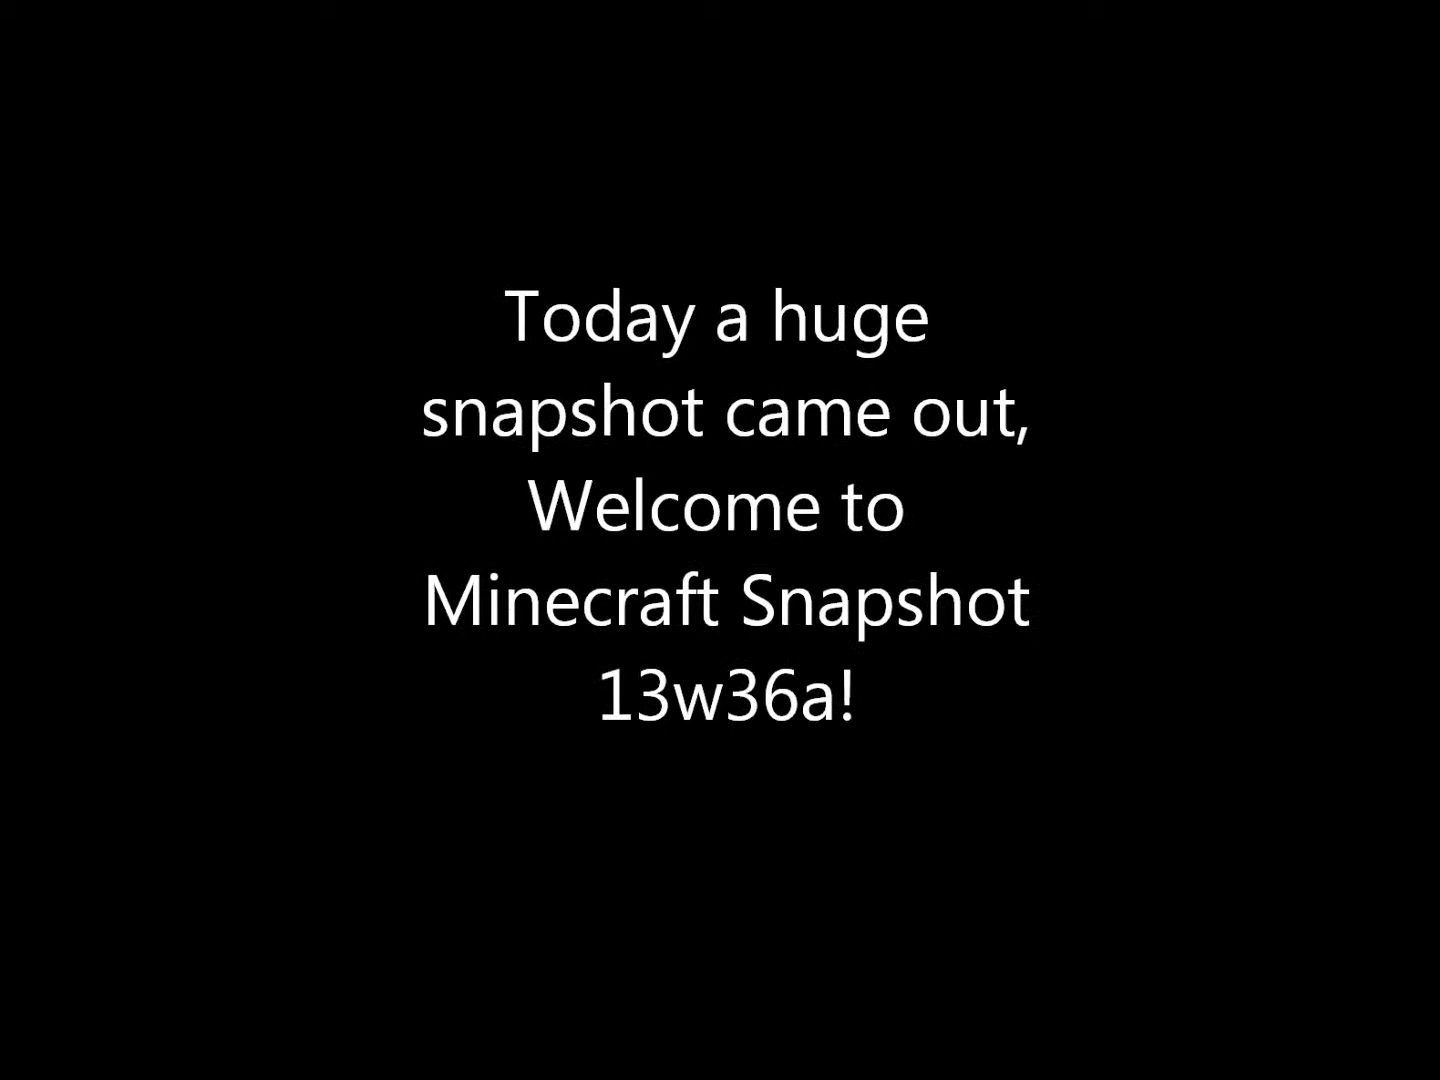 Today a huge
snapshot came out,
Welcome to
Minecraft Snapshot
13w36a!